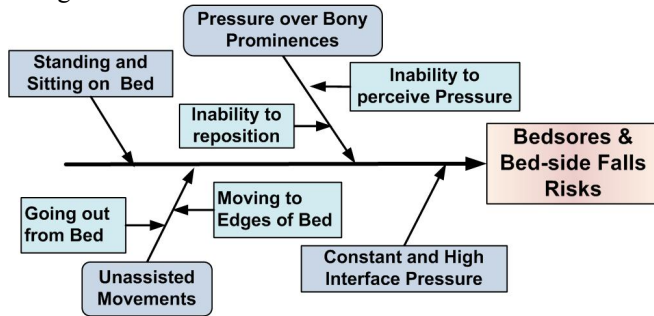 Pressure over Bony
Prominences
Standing and
Sitting on Bed
Inability to
perceive Pressure
Inability to
reposition
Bedsores &
Bed-side Falls
Risks
Going out
from Bed
Moving to
Edges of Bed
Unassisted
Movements
Constant and High
Interface Pressure